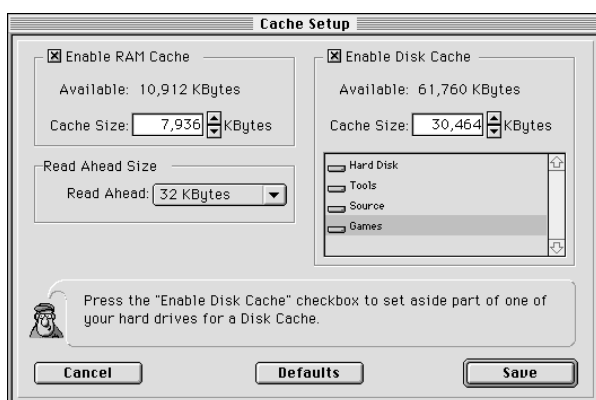 Cache Setup
Enable RAM Cache
Available: 10,912 KBytes
Cache Size: 7,936 KBytes
Read Ahead Size
Read Ahead: 32 KBytes
Enable Disk Cache
Available: 61,760 KBytes
Cache Size: 30,464 KBytes
Hard Disk
Tools
Source
Games
Press the "Enable Disk Cache" checkbox to set aside part of one of
your hard drives for a Disk Cache.
Cancel
Defaults
Save